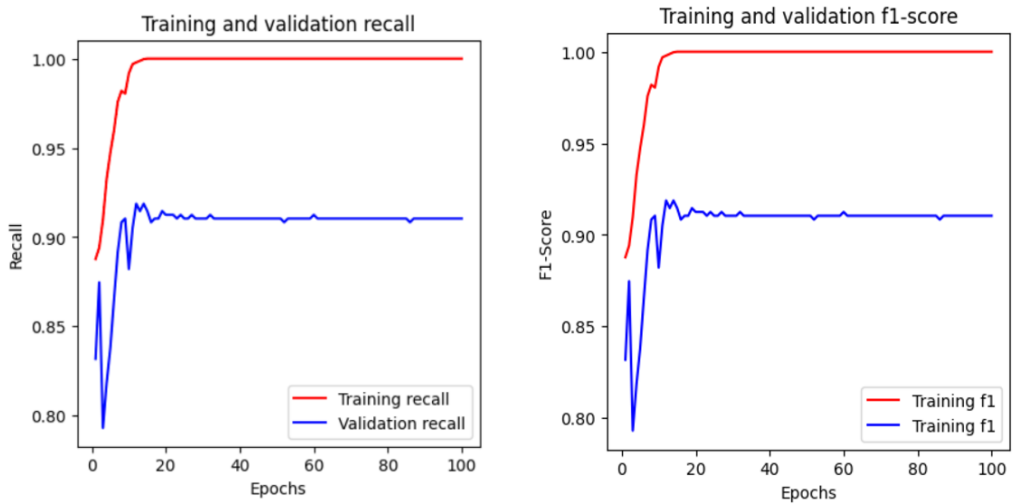 Training and validation recall
1.00
0.95
0.90
0.85
0.80
Recall
Training recall
Validation recall
0 20 40 60 80 100
Epochs
Training and validation f1-score
1.00
0.95
0.90
0.85
0.80
F1-Score
Training f1
Training f1
0 20 40 60 80 100
Epochs